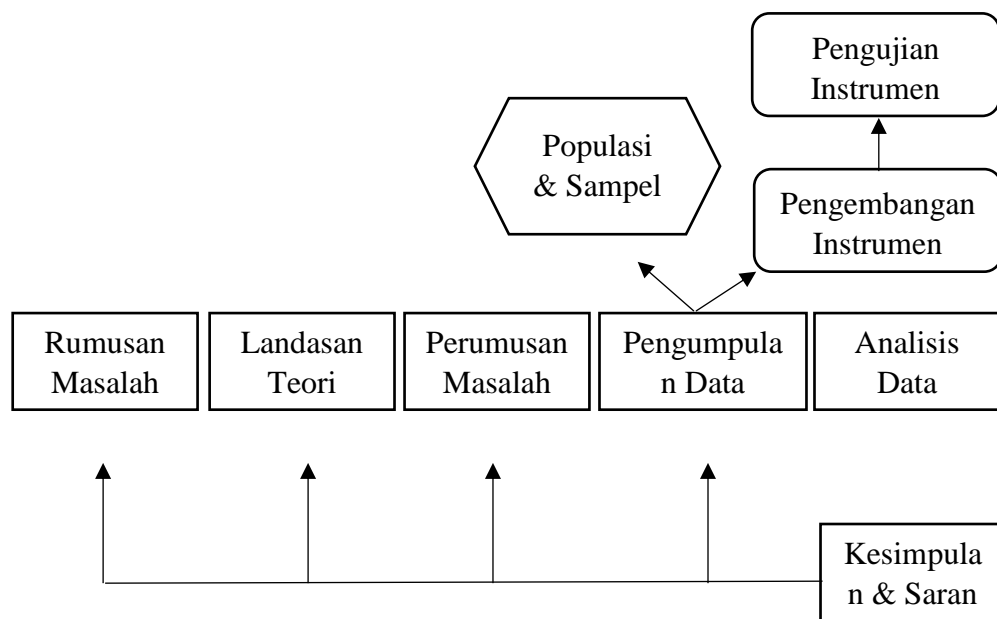 Pengujian
Instrumen
Populasi
& Sampel
Pengembangan
Instrumen
Rumusan
Masalah
Landasan
Teori
Perumusan
Masalah
Pengumpula
n Data
Analisis
Data
Kesimpula
n & Saran